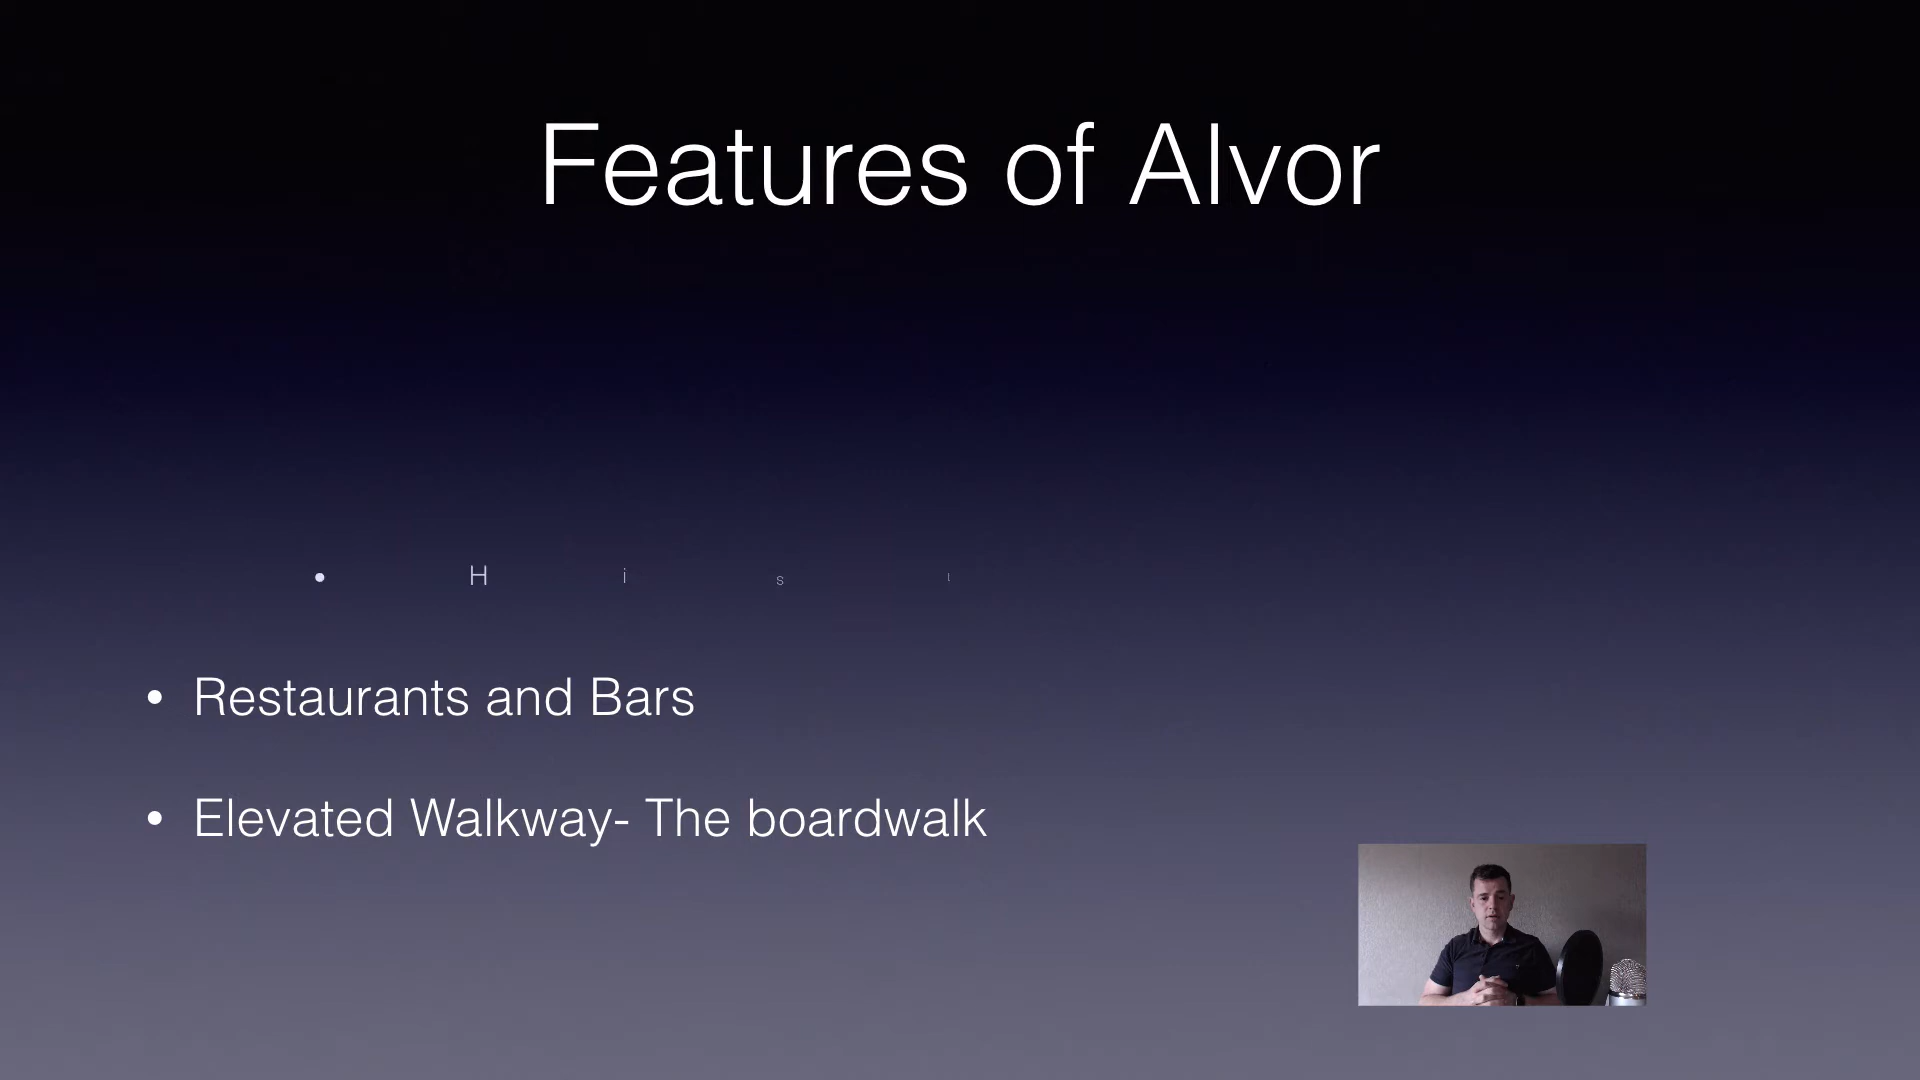 Features of Alvor
• H i s t
• Restaurants and Bars
• Elevated Walkway- The boardwalk